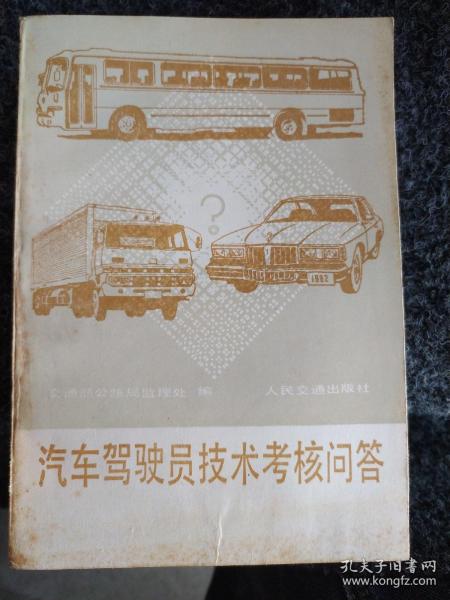 ?
1982
交通部公路局监理处 编 人民交通出版社
汽车驾驶员技术考核问答
孔夫子旧书网
www.kongfz.com